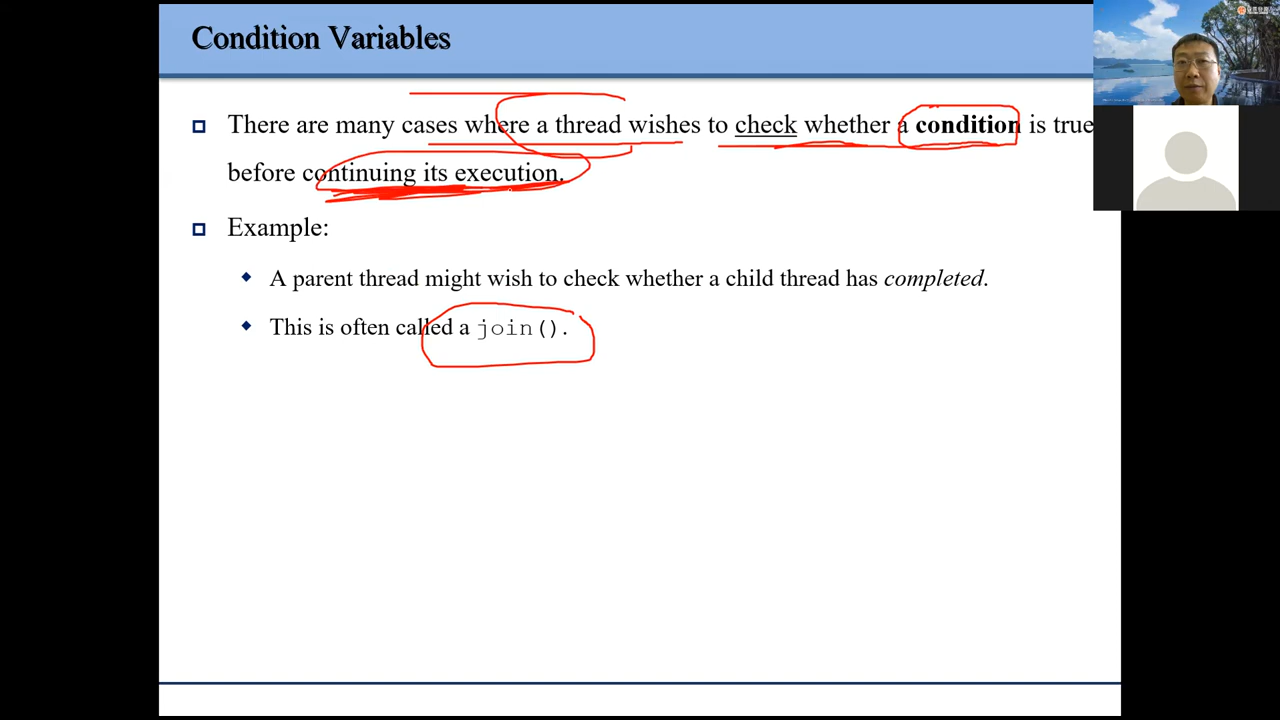 Condition Variables
There are many cases where a thread wishes to check whether a condition is true
before continuing its execution.
Example:
A parent thread might wish to check whether a child thread has completed.
This is often called a join().